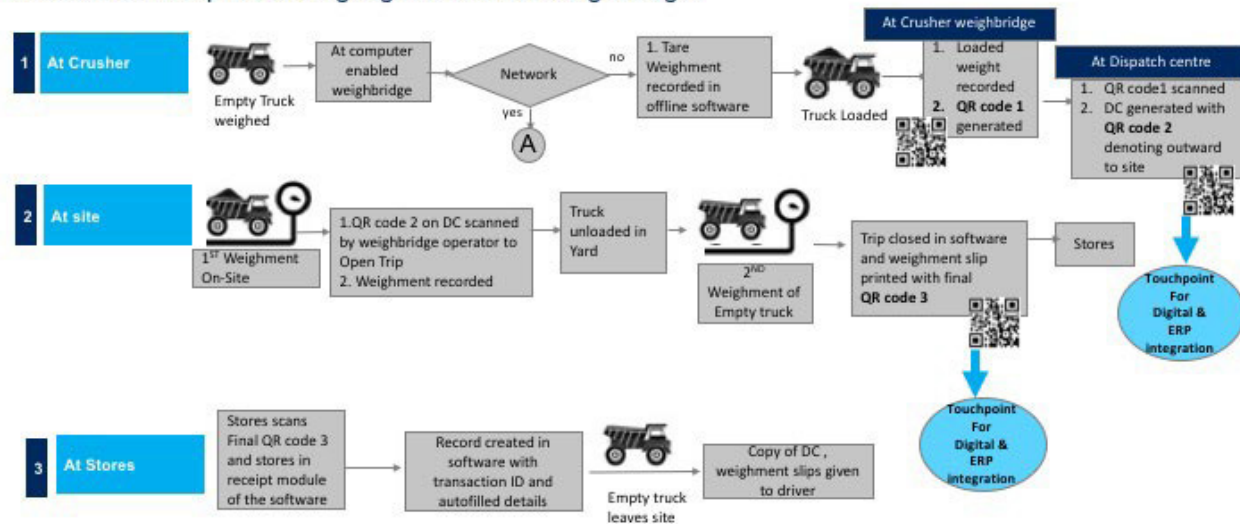 1
At Crusher
Empty Truck
weighed
At computer
enabled
weighbridge
Network
no
yes
A
1. Tare
Weighment
recorded in
offline software
Truck Loaded
At Crusher weighbridge
1. Loaded
weight
recorded
2. QR code 1
generated
At Dispatch centre
1. QR code1 scanned
2. DC generated with
QR code 2
denoting outward
to site
2
At site
1ST Weighment
On-Site
1.QR code 2 on DC scanned
by weighbridge operator to
Open Trip
2. Weighment recorded
Truck
unloaded in
Yard
2ND
Weighment of
Empty truck
Trip closed in software
and weighment slip
printed with final
QR code 3
Stores
Touchpoint
For
Digital &
ERP
integration
Touchpoint
For
Digital &
ERP
integration
3
At Stores
Stores scans
Final QR code 3
and stores in
receipt module
of the software
Record created in
software with
transaction ID and
autofilled details
Empty truck
leaves site
Copy of DC ,
weighment slips given
to driver